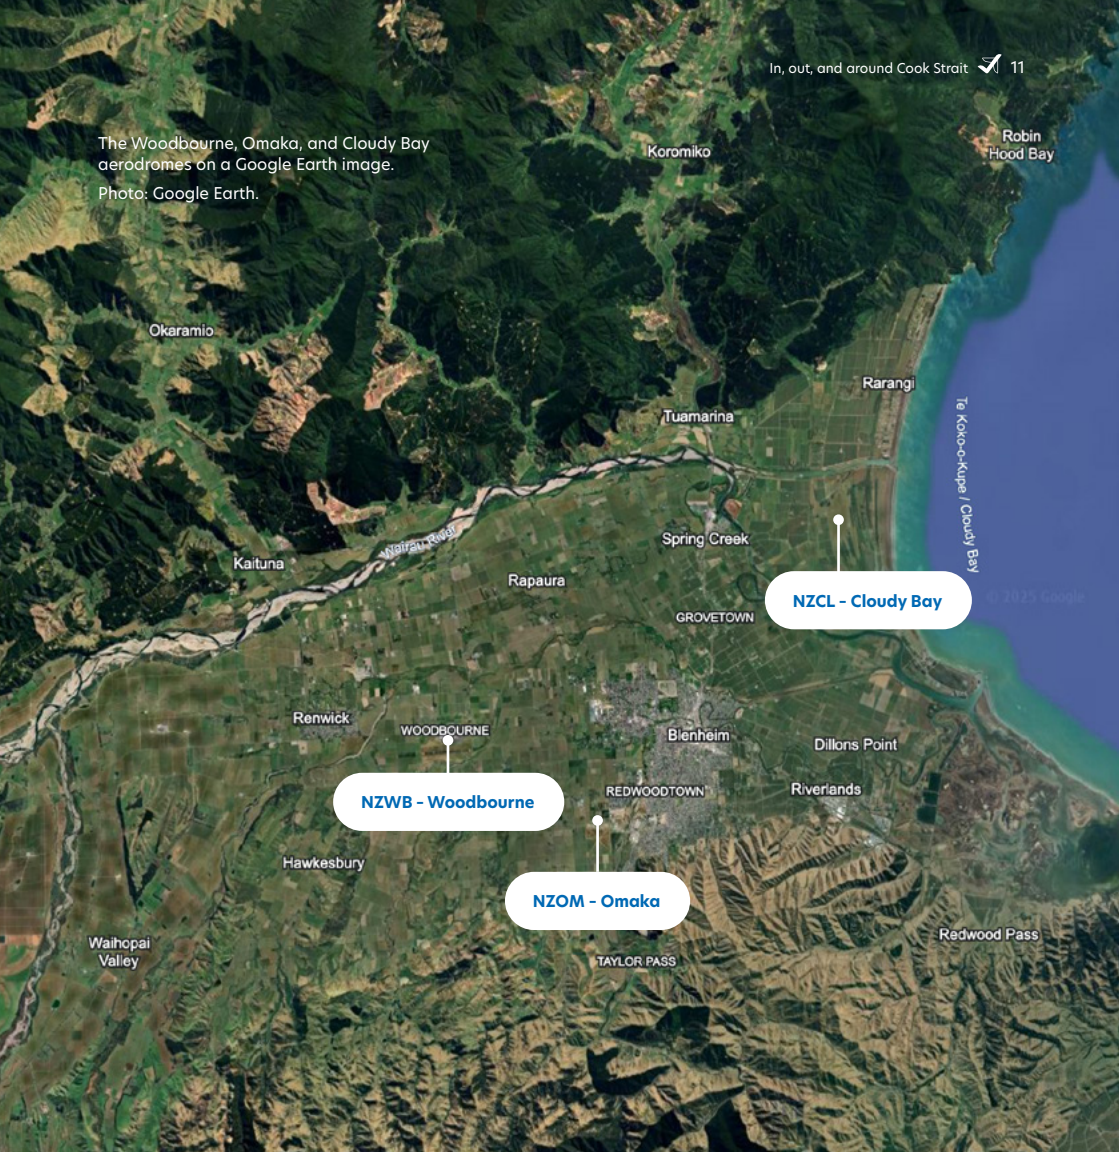 In, out, and around Cook Strait 11
The Woodbourne, Omaka, and Cloudy Bay
aerodromes on a Google Earth image.
Photo: Google Earth.
Robin
Hood Bay
Koromiko
Okaramio
Rarangi
Tuamarina
Te Koko-o-Kupe / Cloudy Bay
Wairau River
Spring Creek
Kaituna
Rapaura
NZCL – Cloudy Bay
© 2025 Google
GROVETOWN
Renwick
WOODBOURNE
Blenheim
Dillons Point
NZWB – Woodbourne
REDWOODTOWN
Riverlands
Hawkesbury
NZOM – Omaka
Waihopai
Valley
Redwood Pass
TAYLOR PASS